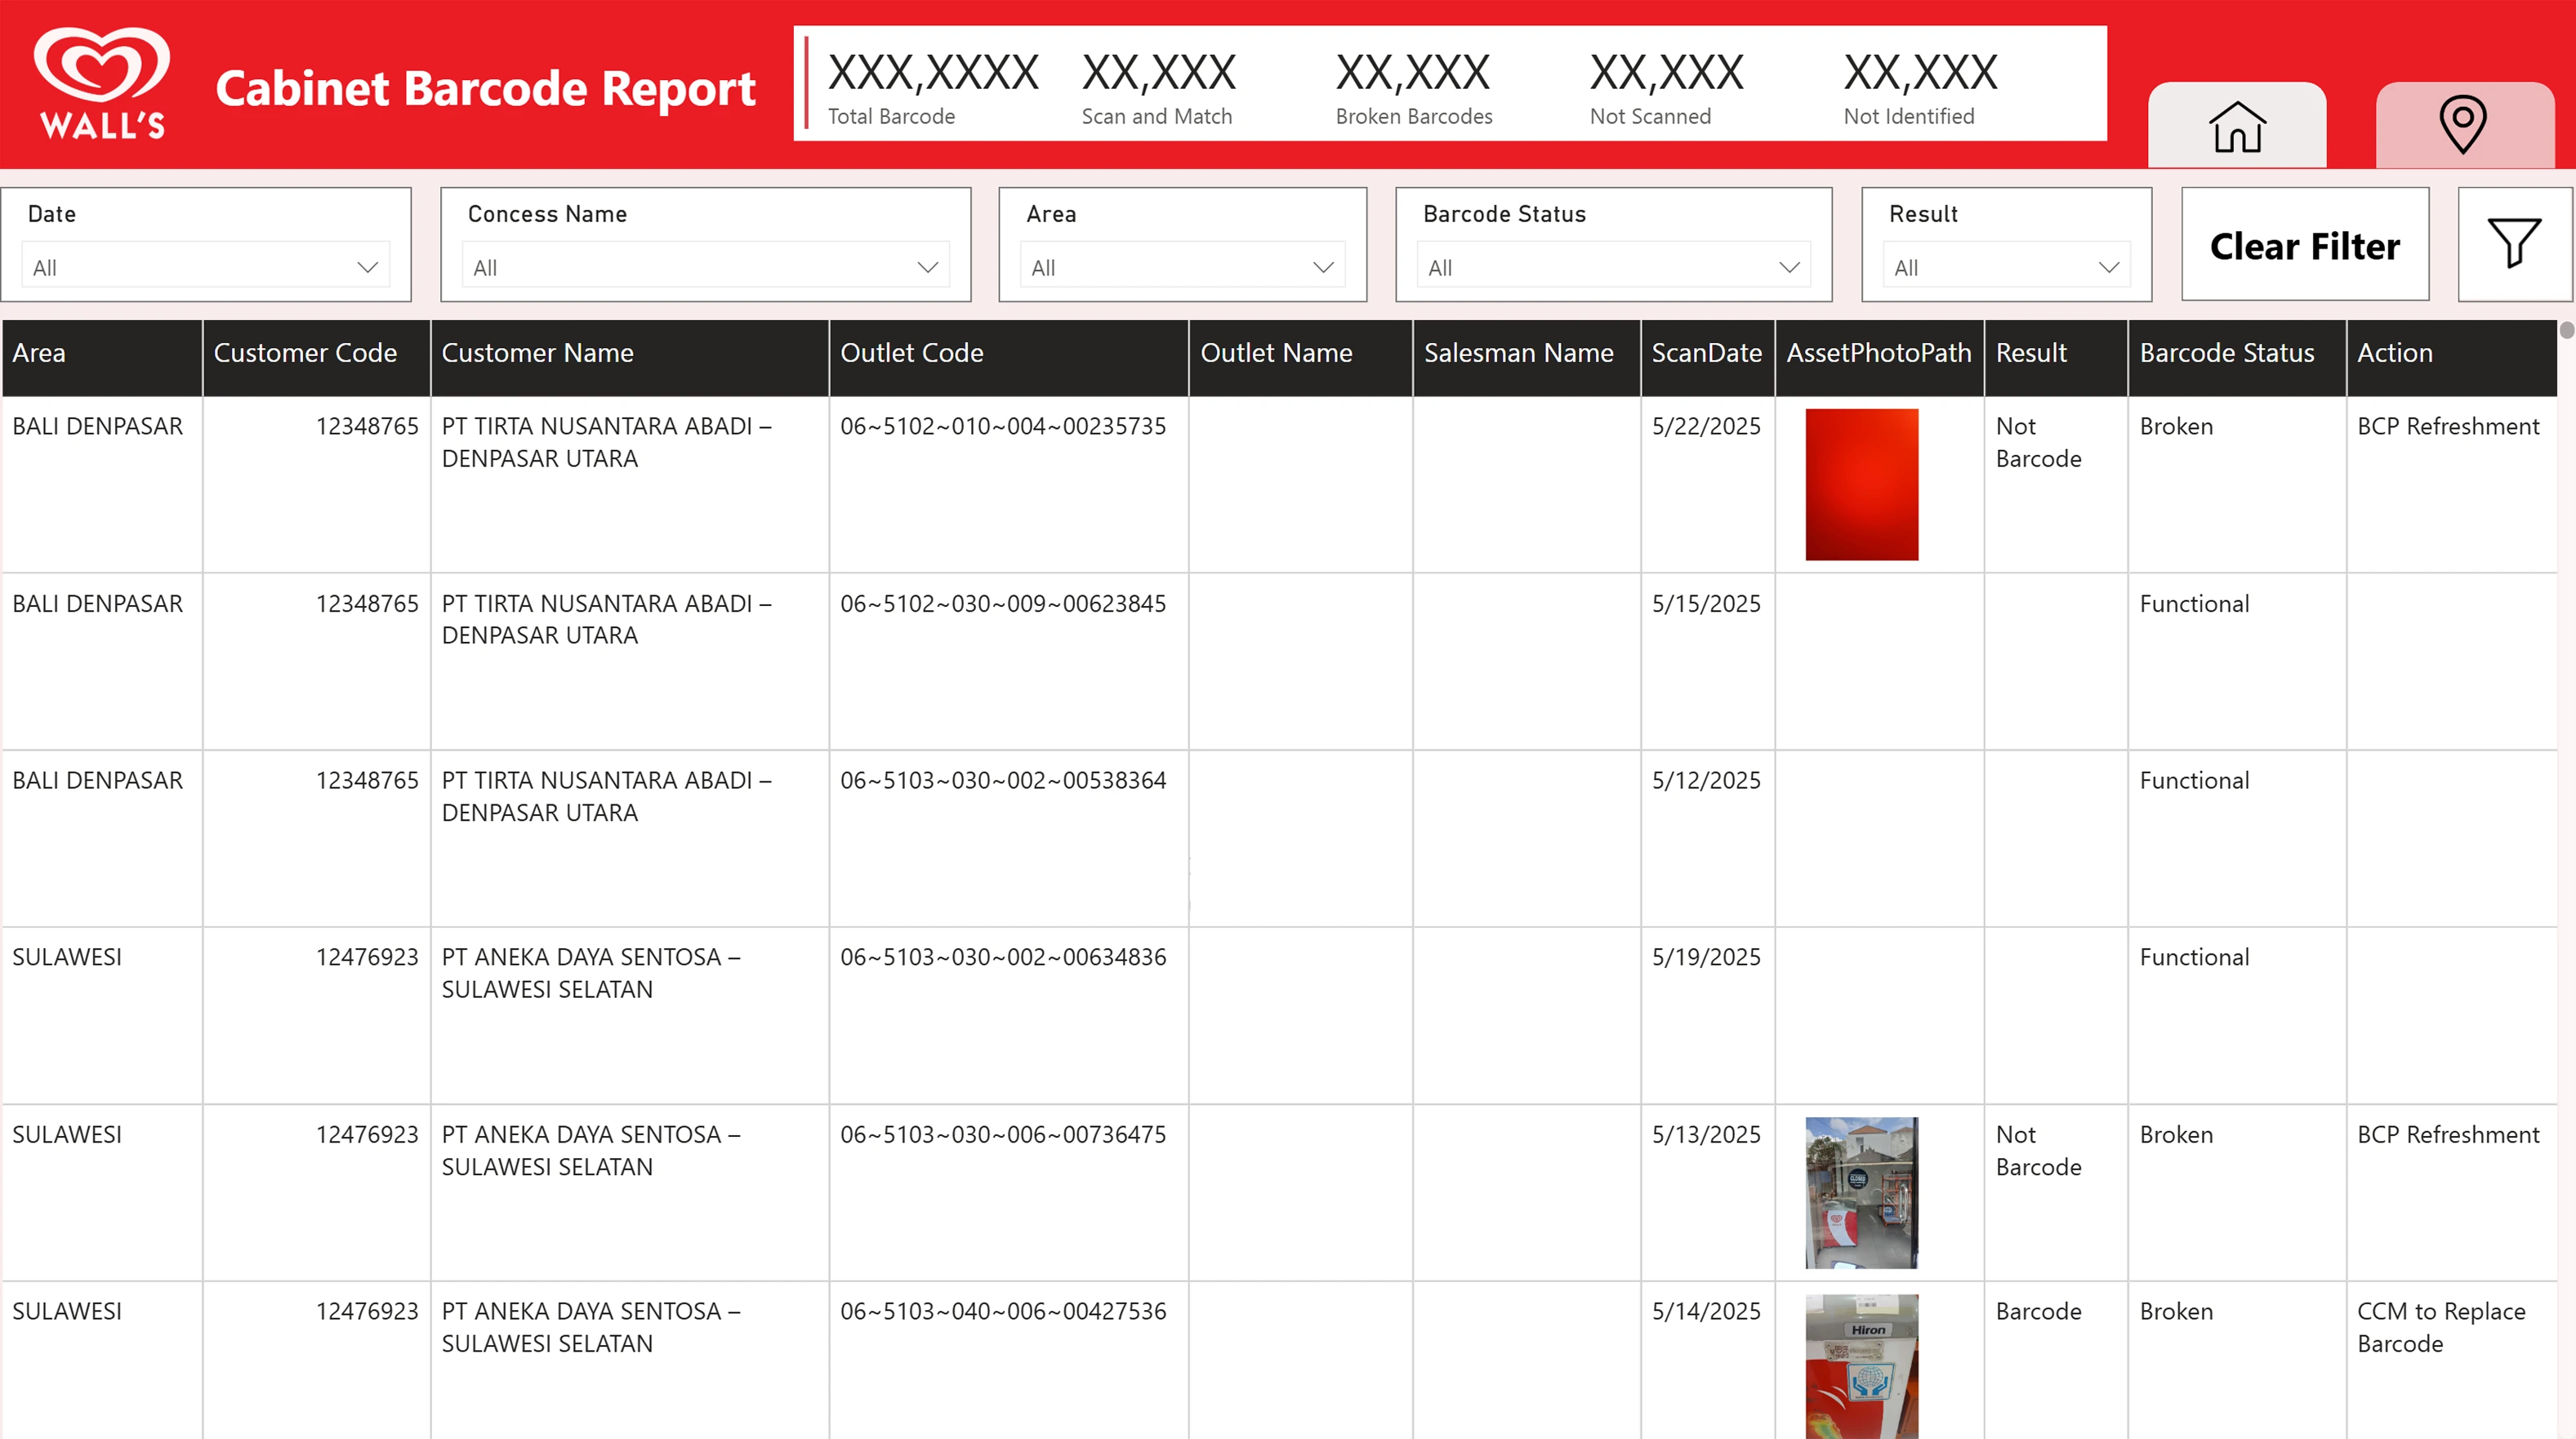 WALL'S
Cabinet Barcode Report
XXX,XXXX XX,XXX XX,XXX XX,XXX XX,XXX
Total Barcode Scan and Match Broken Barcodes Not Scanned Not Identified
Date Concess Name Area Barcode Status Result
Clear Filter
All All All All All
Area Customer Code Customer Name Outlet Code Outlet Name Salesman Name ScanDate AssetPhotoPath Result Barcode Status Action
BALI DENPASAR 12348765 PT TIRTA NUSANTARA ABADI – 06~5102~010~004~00235735 5/22/2025 Not Broken BCP Refreshment
DENPASAR UTARA Barcode
BALI DENPASAR 12348765 PT TIRTA NUSANTARA ABADI – 06~5102~030~009~00623845 5/15/2025 Functional
DENPASAR UTARA
BALI DENPASAR 12348765 PT TIRTA NUSANTARA ABADI – 06~5103~030~002~00538364 5/12/2025 Functional
DENPASAR UTARA
SULAWESI 12476923 PT ANEKA DAYA SENTOSA – 06~5103~030~002~00634836 5/19/2025 Functional
SULAWESI SELATAN
SULAWESI 12476923 PT ANEKA DAYA SENTOSA – 06~5103~030~006~00736475 5/13/2025 Not Broken BCP Refreshment
SULAWESI SELATAN Barcode
CLOSED
SULAWESI 12476923 PT ANEKA DAYA SENTOSA – 06~5103~040~006~00427536 5/14/2025 Barcode Broken CCM to Replace
SULAWESI SELATAN Barcode
Hiron